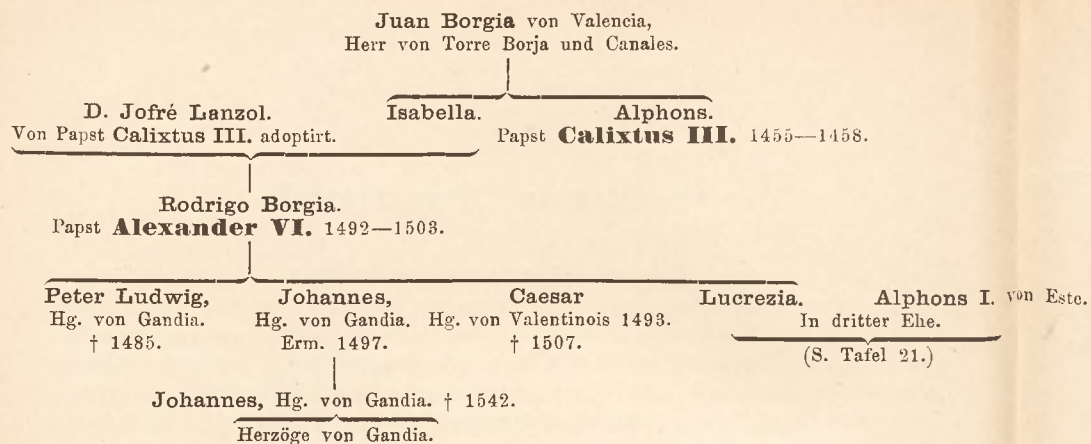 Juan Borgia von Valencia,
Herr von Torre Borja und Canales.
D. Jofré Lanzol. Isabella. Alphons.
Von Papst Calixtus III. adoptirt. Papst Calixtus III. 1455—1458.
Rodrigo Borgia.
Papst Alexander VI. 1492—1503.
Peter Ludwig, Johannes, Caesar Lucrezia. Alphons I. von Este.
Hg. von Gandia. Hg. von Gandia. Hg. von Valentinois 1493. In dritter Ehe.
† 1485. Erm. 1497. † 1507. (S. Tafel 21.)
Johannes, Hg. von Gandia. † 1542.
Herzöge von Gandia.